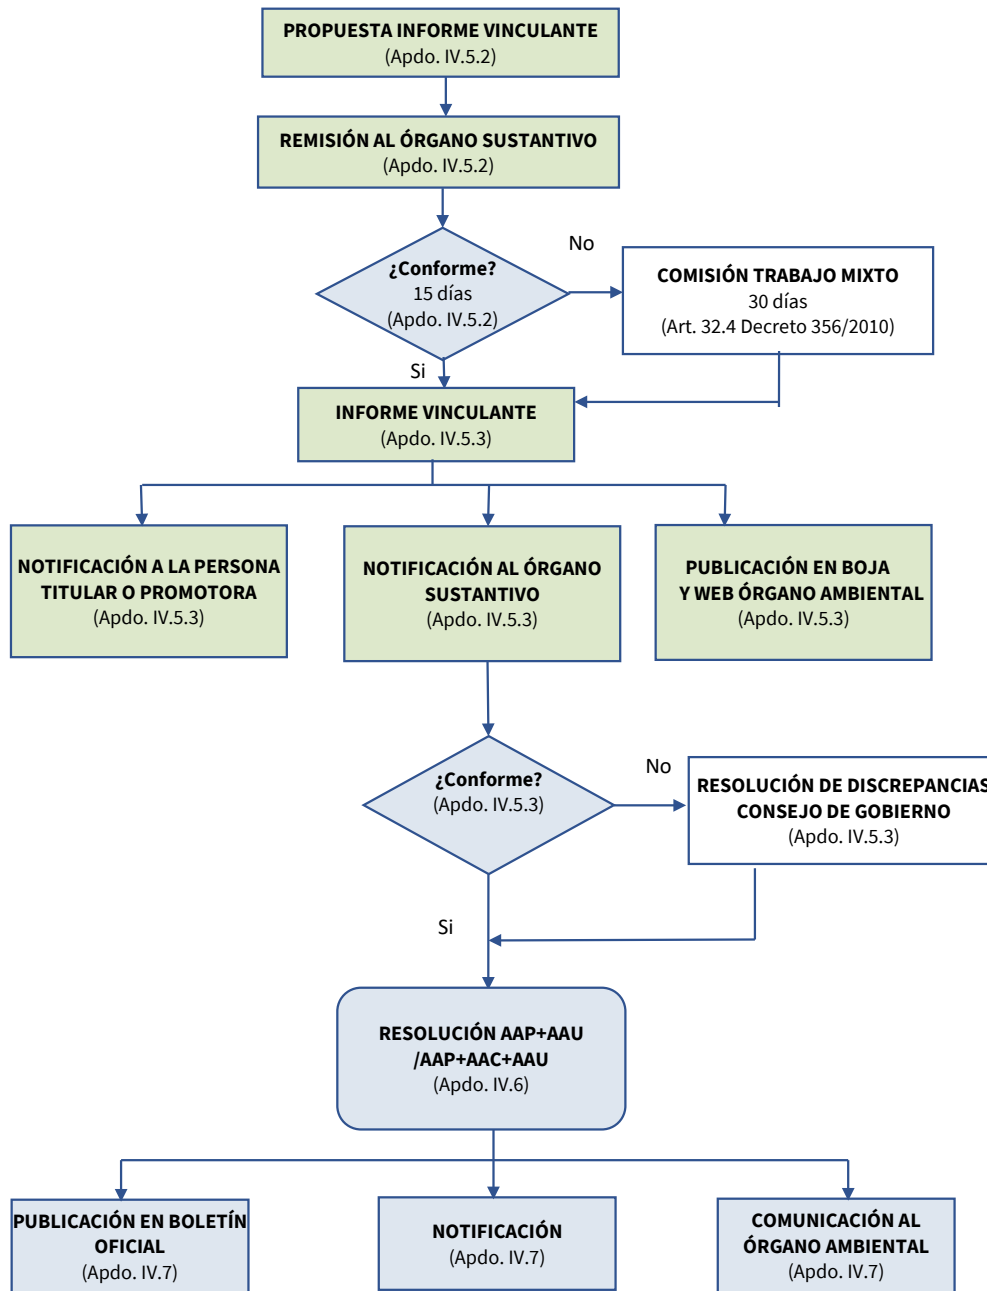 PROPUESTA INFORME VINCULANTE
(Apdo. IV.5.2)
REMISIÓN AL ÓRGANO SUSTANTIVO
(Apdo. IV.5.2)
¿Conforme?
15 días
(Apdo. IV.5.2)
No
COMISIÓN TRABAJO MIXTO
30 días
(Art. 32.4 Decreto 356/2010)
Si
INFORME VINCULANTE
(Apdo. IV.5.3)
NOTIFICACIÓN A LA PERSONA
TITULAR O PROMOTORA
(Apdo. IV.5.3)
NOTIFICACIÓN AL ÓRGANO
SUSTANTIVO
(Apdo. IV.5.3)
PUBLICACIÓN EN BOJA
Y WEB ÓRGANO AMBIENTAL
(Apdo. IV.5.3)
¿Conforme?
(Apdo. IV.5.3)
No
RESOLUCIÓN DE DISCREPANCIAS
CONSEJO DE GOBIERNO
(Apdo. IV.5.3)
Si
RESOLUCIÓN AAP+AAU
/AAP+AAC+AAU
(Apdo. IV.6)
PUBLICACIÓN EN BOLETÍN
OFICIAL
(Apdo. IV.7)
NOTIFICACIÓN
(Apdo. IV.7)
COMUNICACIÓN AL
ÓRGANO AMBIENTAL
(Apdo. IV.7)